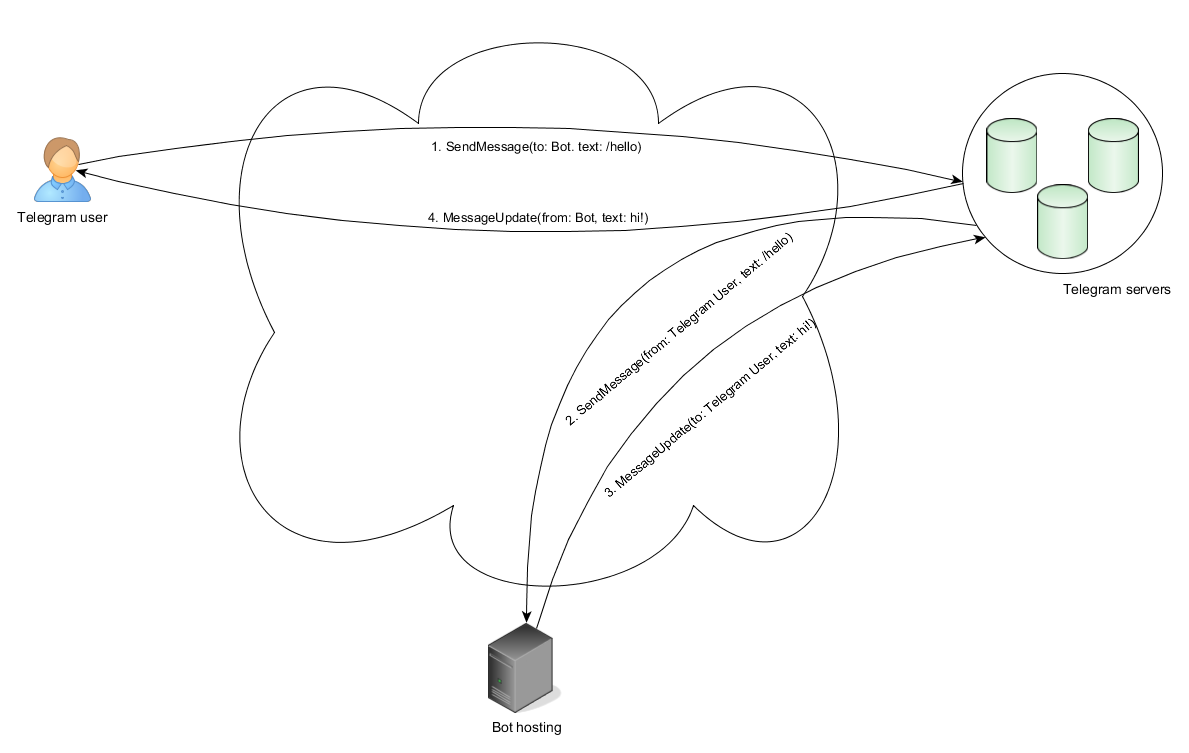 1. SendMessage(to: Bot. text: /hello)
Telegram user
4. MessageUpdate(from: Bot, text: hi!)
2. SendMessage(from: Telegram User, text: /hello)
Telegram servers
3. MessageUpdate(to: Telegram User. text: hi!)
Bot hosting